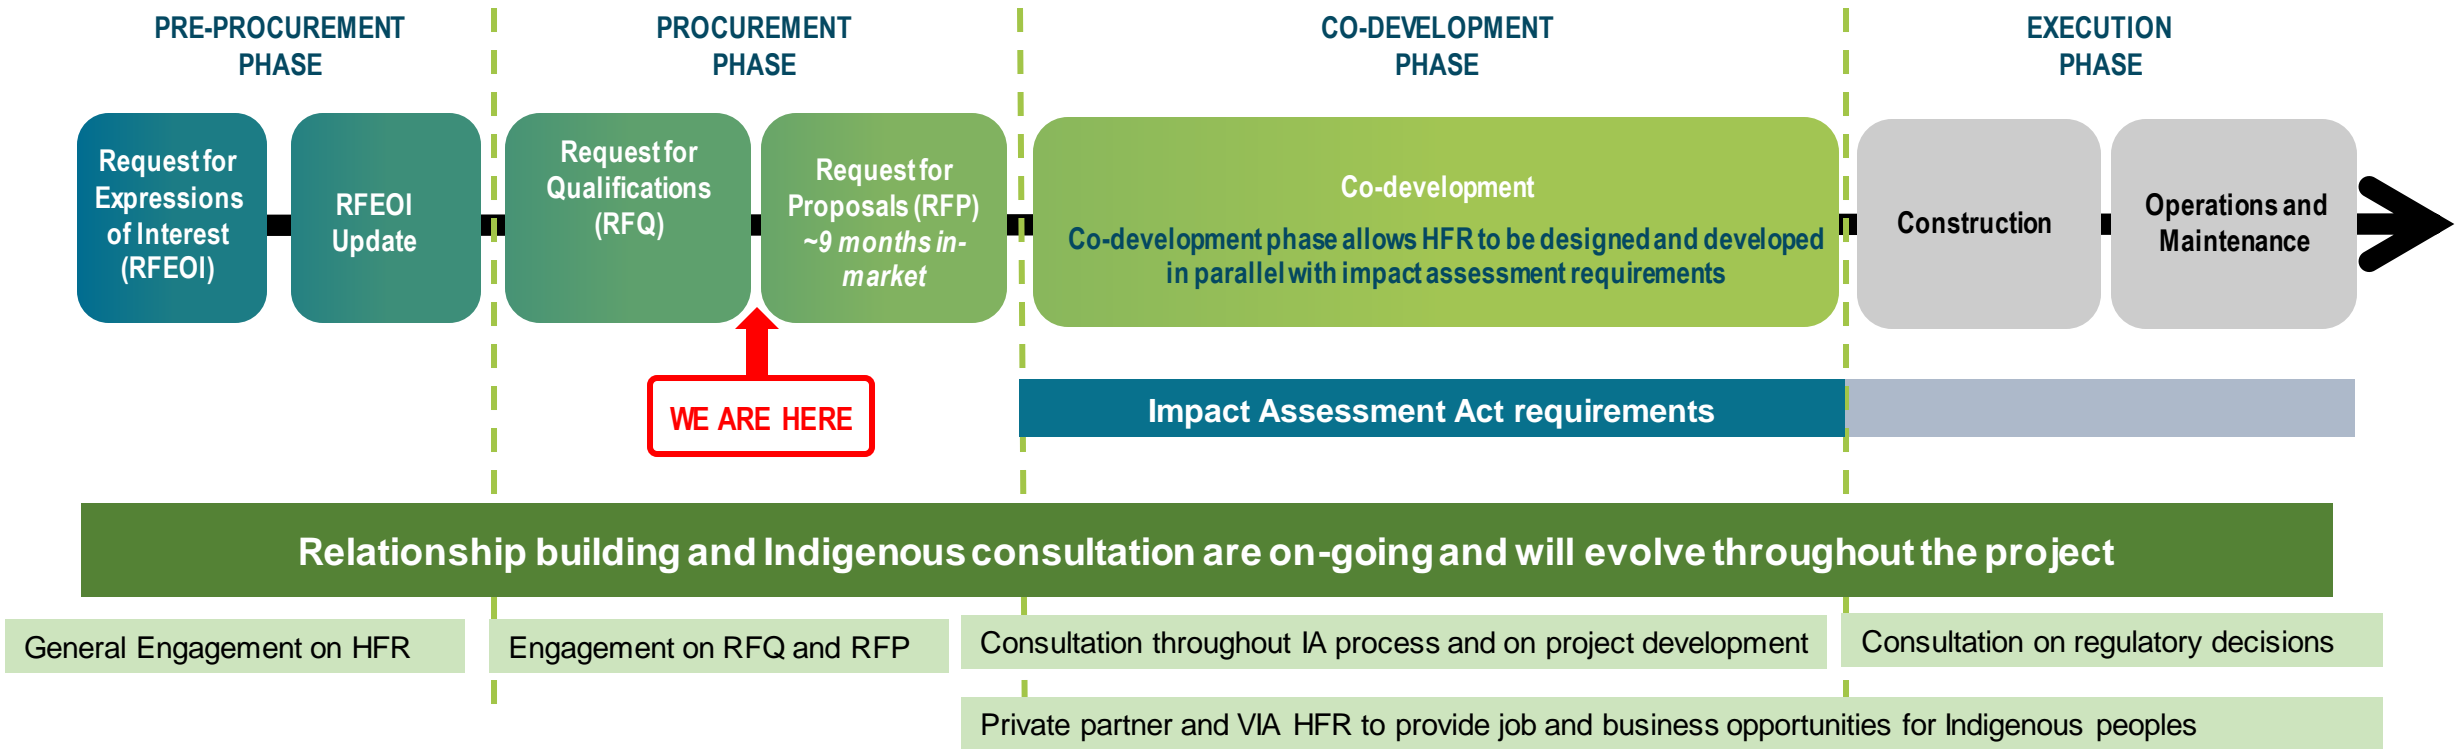 PRE-PROCUREMENT
PHASE
PROCUREMENT
PHASE
CO-DEVELOPMENT
PHASE
EXECUTION
PHASE
Request for
Expressions
of Interest
(RFEOI)
RFEOI
Update
Request for
Qualifications
(RFQ)
Request for
Proposals (RFP)
~9 months in-
market
Co-development
Co-development phase allows HFR to be designed and developed
in parallel with impact assessment requirements
Construction
Operations and
Maintenance
WE ARE HERE
Impact Assessment Act requirements
Relationship building and Indigenous consultation are on-going and will evolve throughout the project
General Engagement on HFR
Engagement on RFQ and RFP
Consultation throughout IA process and on project development
Consultation on regulatory decisions
Private partner and VIA HFR to provide job and business opportunities for Indigenous peoples